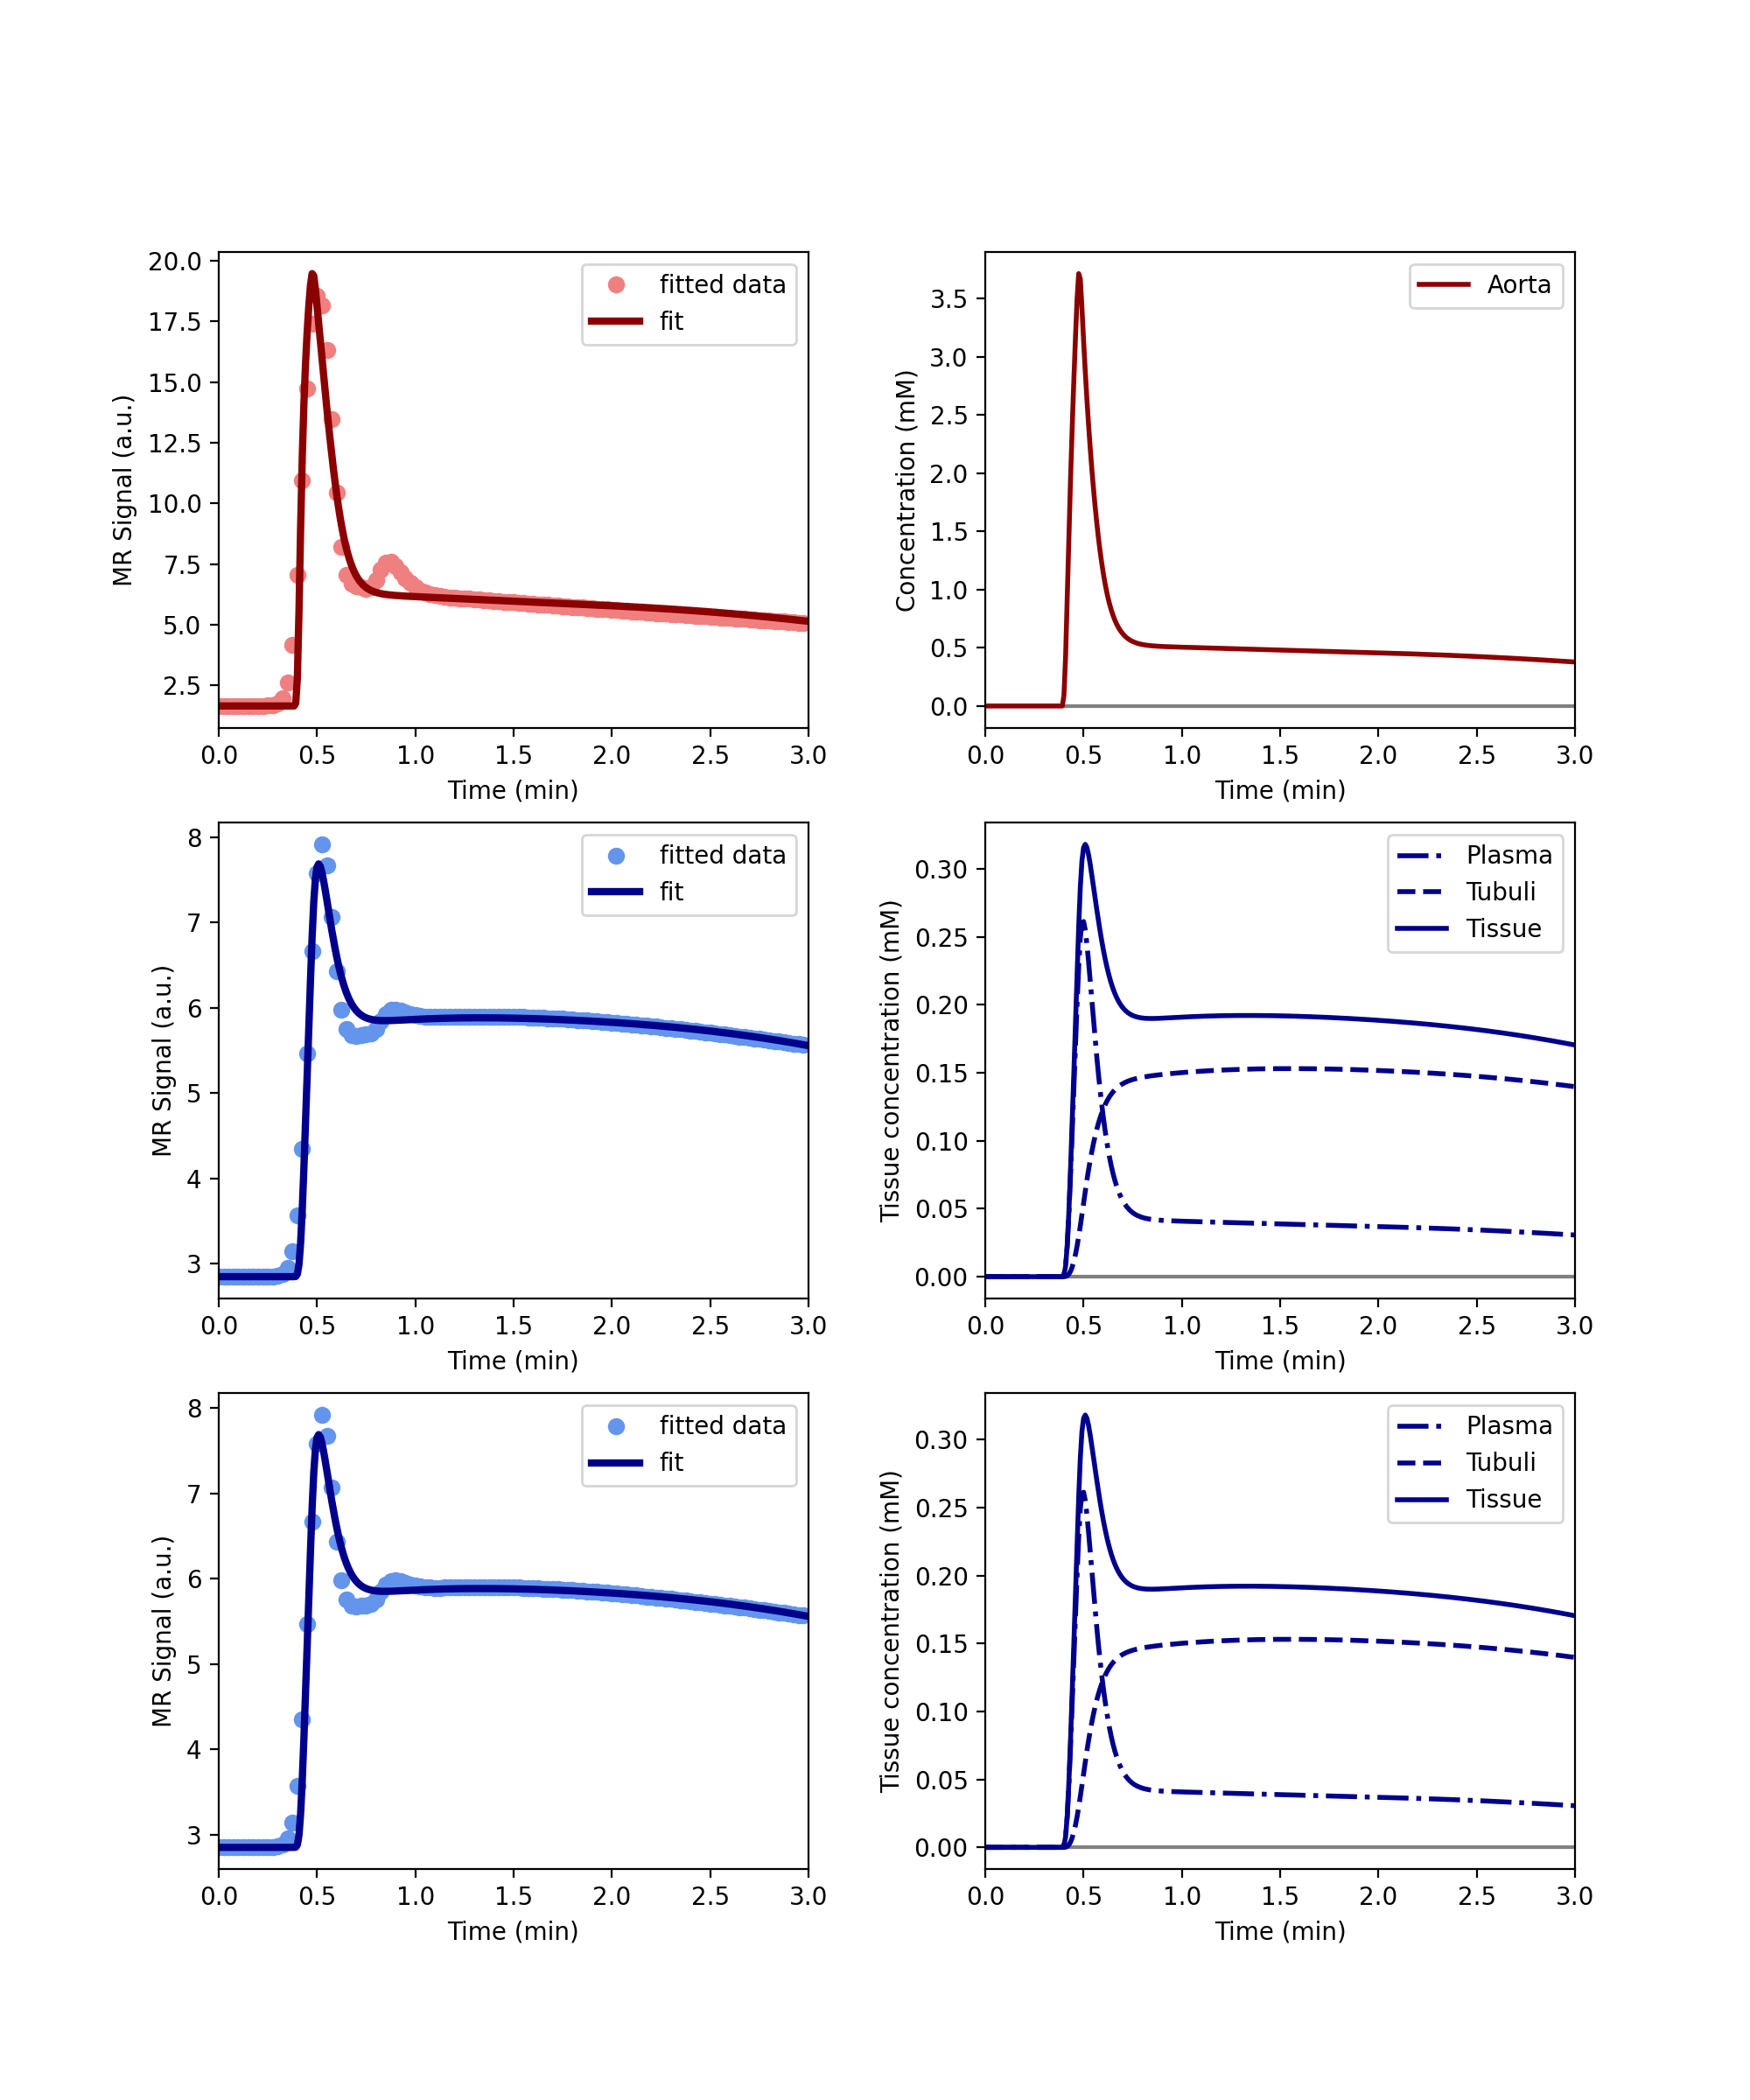 20.0
17.5
15.0
12.5
10.0
7.5
5.0
2.5
MR Signal (a.u.)
fitted data
fit
0.0 0.5 1.0 1.5 2.0 2.5 3.0
Time (min)
3.5
3.0
2.5
2.0
1.5
1.0
0.5
0.0
Concentration (mM)
Aorta
0.0 0.5 1.0 1.5 2.0 2.5 3.0
Time (min)
8
7
6
5
4
3
MR Signal (a.u.)
fitted data
fit
0.0 0.5 1.0 1.5 2.0 2.5 3.0
Time (min)
0.30
0.25
0.20
0.15
0.10
0.05
0.00
Tissue concentration (mM)
Plasma
Tubuli
Tissue
0.0 0.5 1.0 1.5 2.0 2.5 3.0
Time (min)
8
7
6
5
4
3
MR Signal (a.u.)
fitted data
fit
0.0 0.5 1.0 1.5 2.0 2.5 3.0
Time (min)
0.30
0.25
0.20
0.15
0.10
0.05
0.00
Tissue concentration (mM)
Plasma
Tubuli
Tissue
0.0 0.5 1.0 1.5 2.0 2.5 3.0
Time (min)